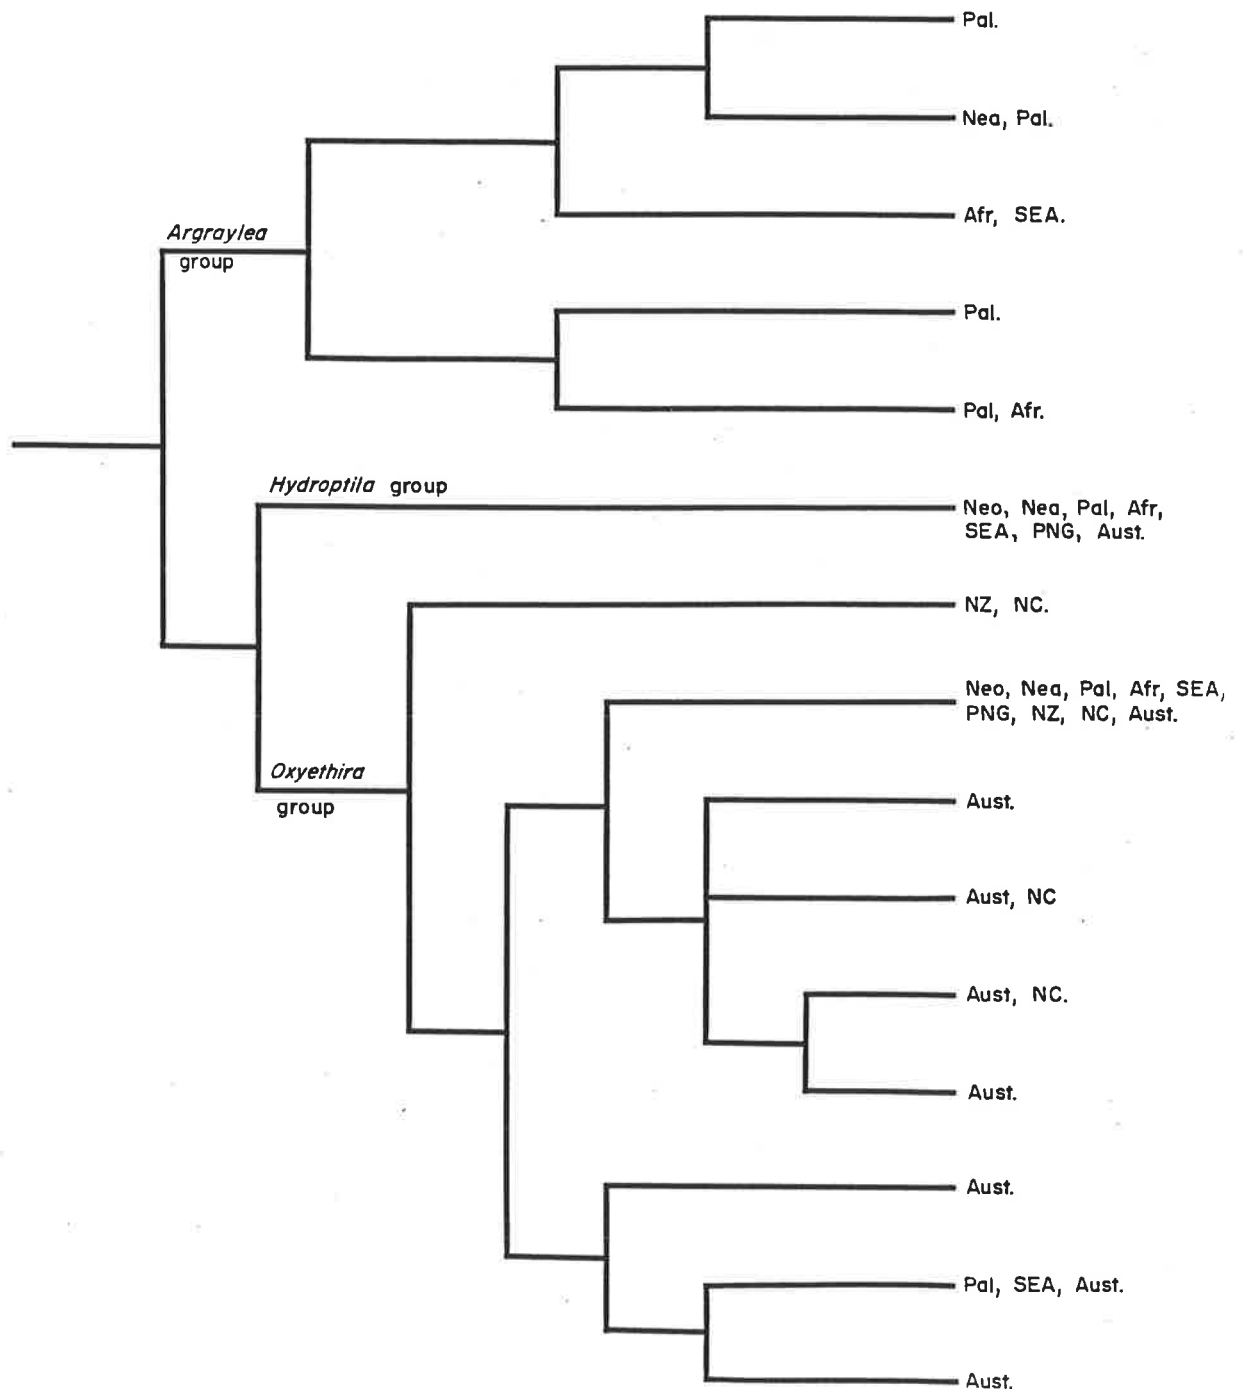 Pal.
Nea, Pal.
Afr, SEA.
Argraylea
group
Pal.
Pal, Afr.
Hydroptila group
Neo, Nea, Pal, Afr,
SEA, PNG, Aust.
NZ, NC.
Neo, Nea, Pal, Afr, SEA,
PNG, NZ, NC, Aust.
Oxyethira
group
Aust.
Aust, NC
Aust, NC.
Aust.
Aust.
Pal, SEA, Aust.
Aust.